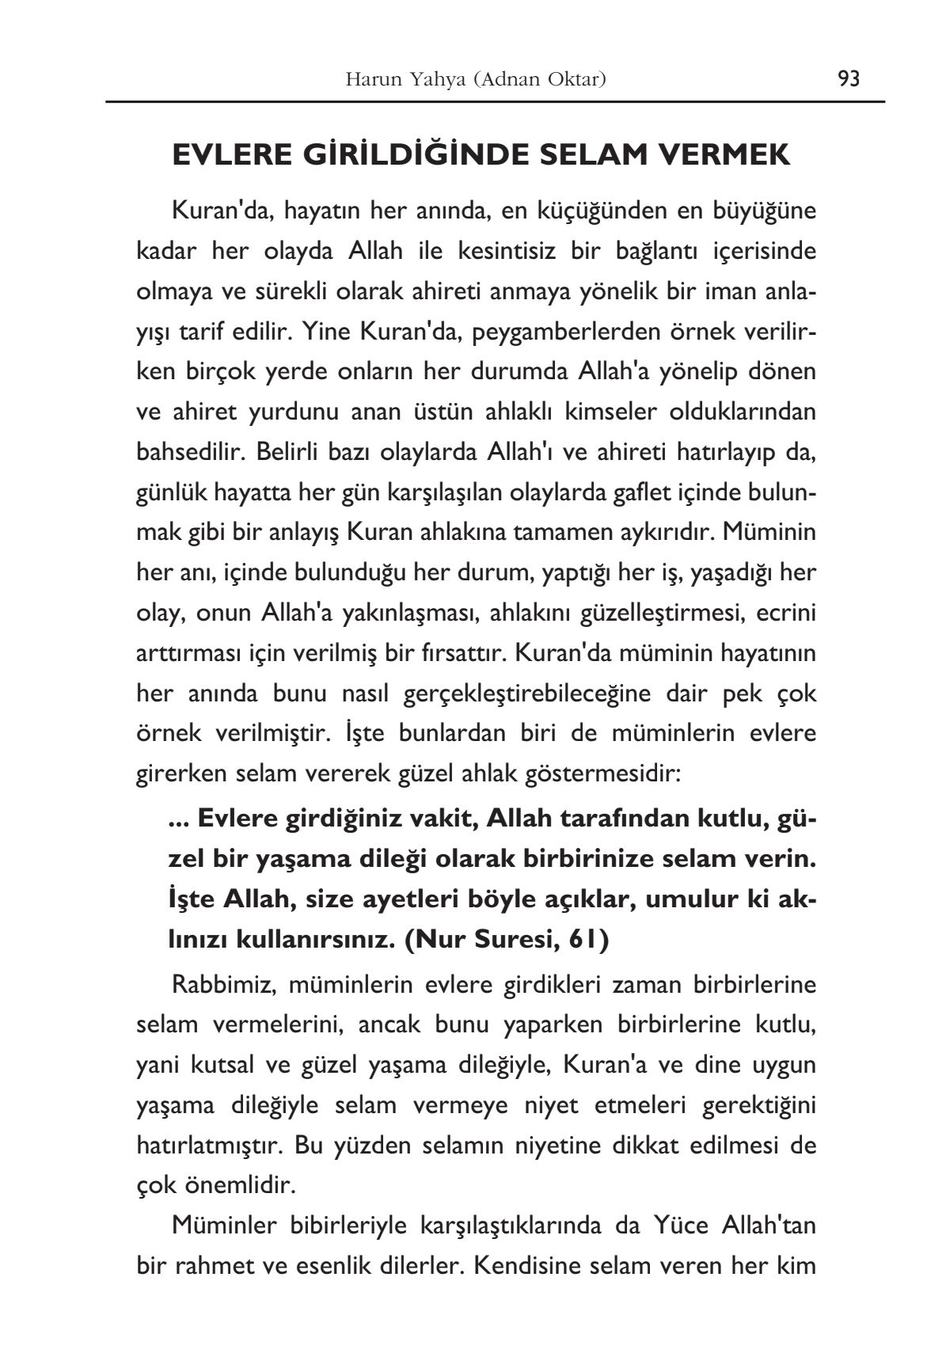 Harun Yahya (Adnan Oktar) 93
EVLERE GİRİLDİĞİNDE SELAM VERMEK
Kuran'da, hayatın her anında, en küçüğünden en büyüğüne
kadar her olayda Allah ile kesintisiz bir bağlantı içerisinde
olmaya ve sürekli olarak ahireti anmaya yönelik bir iman anla-
yışı tarif edilir. Yine Kuran'da, peygamberlerden örnek verilir-
ken birçok yerde onların her durumda Allah'a yönelip dönen
ve ahiret yurdunu anan üstün ahlaklı kimseler olduklarından
bahsedilir. Belirli bazı olaylarda Allah'ı ve ahireti hatırlayıp da,
günlük hayatta her gün karşılaşılan olaylarda gaflet içinde bulun-
mak gibi bir anlayış Kuran ahlakına tamamen aykırıdır. Müminin
her anı, içinde bulunduğu her durum, yaptığı her iş, yaşadığı her
olay, onun Allah'a yakınlaşması, ahlakını güzelleştirmesi, ecrini
arttırması için verilmiş bir fırsattır. Kuran'da müminin hayatının
her anında bunu nasıl gerçekleştirebileceğine dair pek çok
örnek verilmiştir. İşte bunlardan biri de müminlerin evlere
girerken selam vererek güzel ahlak göstermesidir:
... Evlere girdiğiniz vakit, Allah tarafından kutlu, gü-
zel bir yaşama dileği olarak birbirinize selam verin.
İşte Allah, size ayetleri böyle açıklar, umulur ki ak-
lınızı kullanırsınız. (Nur Suresi, 61)
Rabbimiz, müminlerin evlere girdikleri zaman birbirlerine
selam vermelerini, ancak bunu yaparken birbirlerine kutlu,
yani kutsal ve güzel yaşama dileğiyle, Kuran'a ve dine uygun
yaşama dileğiyle selam vermeye niyet etmeleri gerektiğini
hatırlatmıştır. Bu yüzden selamın niyetine dikkat edilmesi de
çok önemlidir.
Müminler bibirleriyle karşılaştıklarında da Yüce Allah'tan
bir rahmet ve esenlik dilerler. Kendisine selam veren her kim